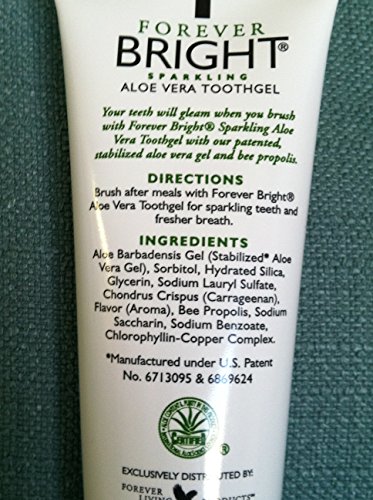 FOREVER
BRIGHT®
SPARKLING
ALOE VERA TOOTHGEL
Your teeth will gleam when you brush
with Forever Bright® Sparkling Aloe
Vera Toothgel with our patented,
stabilized aloe vera gel and bee propolis.
DIRECTIONS
Brush after meals with Forever Bright®
Aloe Vera Toothgel for sparkling teeth and
fresher breath.
INGREDIENTS
Aloe Barbadensis Gel (Stabilized* Aloe
Vera Gel), Sorbitol, Hydrated Silica,
Glycerin, Sodium Lauryl Sulfate,
Chondrus Crispus (Carrageenan),
Flavor (Aroma), Bee Propolis, Sodium
Saccharin, Sodium Benzoate,
Chlorophyllin-Copper Complex.
*Manufactured under U.S. Patent
No. 6713095 & 6869624
CERTIFIED
®
EXCLUSIVELY DISTRIBUTED BY:
FOREVER
LIVING PRODUCTS